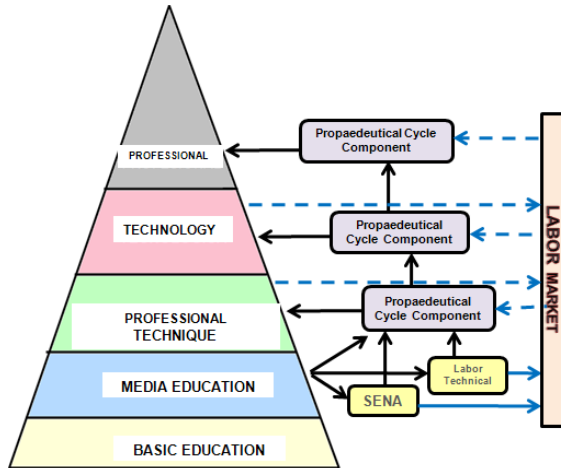 Propaedeutical Cycle
Component
PROFESSIONAL
TECHNOLOGY
Propaedeutical
Cycle Component
LABOR MARKET
Propaedeutical
Cycle Component
PROFESSIONAL
TECHNIQUE
Labor
Technical
MEDIA EDUCATION
SENA
BASIC EDUCATION